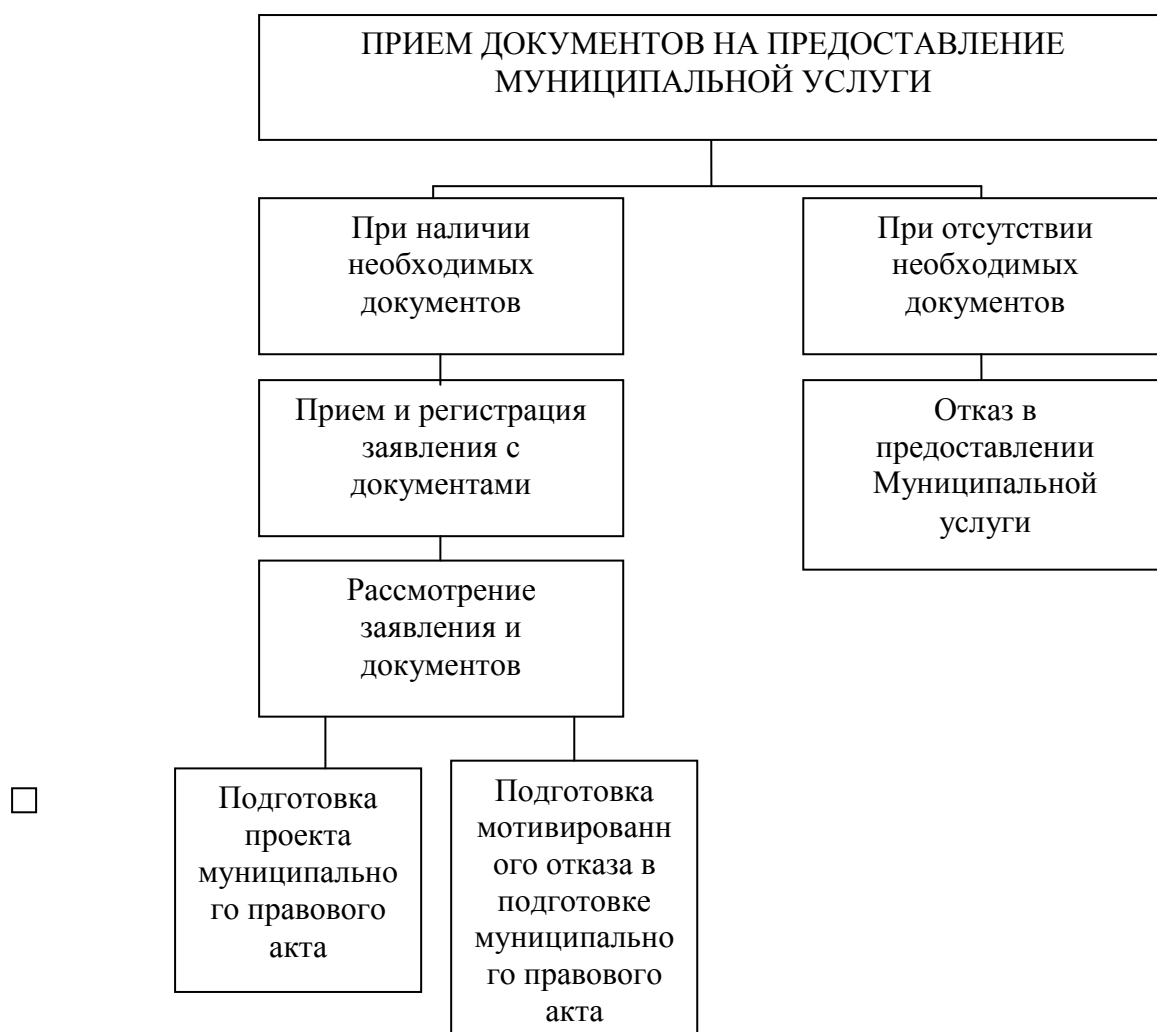 ПРИЕМ ДОКУМЕНТОВ НА ПРЕДОСТАВЛЕНИЕ
МУНИЦИПАЛЬНОЙ УСЛУГИ
При наличии
необходимых
документов
При отсутствии
необходимых
документов
Прием и регистрация
заявления с
документами
Отказ в
предоставлении
Муниципальной
услуги
Рассмотрение
заявления и
документов
Подготовка
проекта
муниципально
го правового
акта
Подготовка
мотивированн
ого отказа в
подготовке
муниципально
го правового
акта